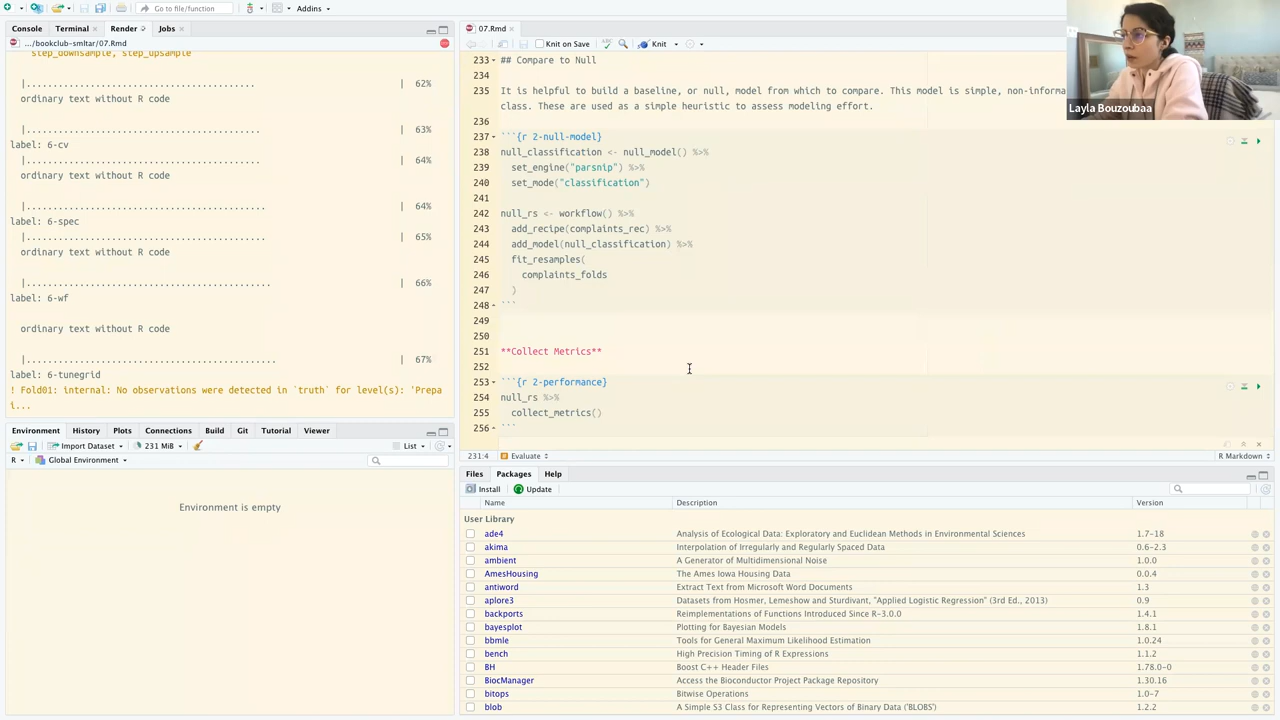 Go to file/function
Addins
Console
Terminal
Render
Jobs
.../bookclub-smltar/07.Rmd
step_downsample, step_upsample
|.................................. | 62%
ordinary text without R code
|................................... | 63%
label: 6-cv
|................................... | 64%
ordinary text without R code
|.................................... | 64%
label: 6-spec
|.................................... | 65%
ordinary text without R code
|..................................... | 66%
label: 6-wf
ordinary text without R code
|...................................... | 67%
label: 6-tunegrid
! Fold01: internal: No observations were detected in `truth` for level(s): 'Prepa
i...
Environment
History
Plots
Connections
Build
Git
Tutorial
Viewer
Import Dataset
231 MiB
List
R
Global Environment
Environment is empty
07.Rmd
Knit on Save
Knit
233 ## Compare to Null
234
235 It is helpful to build a baseline, or null, model from which to compare. This model is simple, non-informa
class. These are used as a simple heuristic to assess modeling effort.
236
237 ```{r 2-null-model}
238 null_classification <- null_model() %>%
239 set_engine("parsnip") %>%
240 set_mode("classification")
241
242 null_rs <- workflow() %>%
243 add_recipe(complaints_rec) %>%
244 add_model(null_classification) %>%
245 fit_resamples(
246 complaints_folds
247 )
248 ```
249
250
251 **Collect Metrics**
252
253 ```{r 2-performance}
254 null_rs %>%
255 collect_metrics()
256 ```
231:4
Evaluate
R Markdown
Layla Bouzoubaa
Files
Packages
Help
Install
Update
Name Description Version
User Library
ade4 Analysis of Ecological Data: Exploratory and Euclidean Methods in Environmental Sciences 1.7-18
akima Interpolation of Irregularly and Regularly Spaced Data 0.6-2.3
ambient A Generator of Multidimensional Noise 1.0.0
AmesHousing The Ames Iowa Housing Data 0.0.4
antiword Extract Text from Microsoft Word Documents 1.3
aplore3 Datasets from Hosmer, Lemeshow and Sturdivant, "Applied Logistic Regression" (3rd Ed., 2013) 0.9
backports Reimplementations of Functions Introduced Since R-3.0.0 1.4.1
bayesplot Plotting for Bayesian Models 1.8.1
bbmle Tools for General Maximum Likelihood Estimation 1.0.24
bench High Precision Timing of R Expressions 1.1.2
BH Boost C++ Header Files 1.78.0-0
BiocManager Access the Bioconductor Project Package Repository 1.30.16
bitops Bitwise Operations 1.0-7
blob A Simple S3 Class for Representing Vectors of Binary Data ('BLOBS') 1.2.2